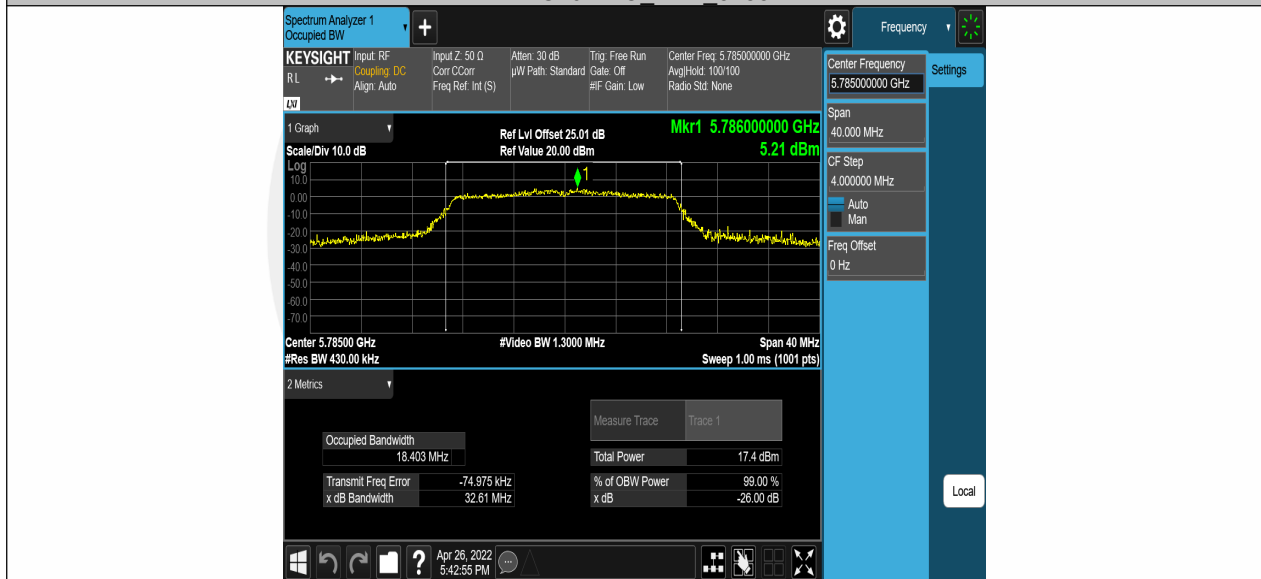 Spectrum Analyzer 1
Occupied BW
+
Frequency
KEYSIGHT
RL
LXI
Input: RF
Coupling: DC
Align: Auto
Input Z: 50 Ω
Corr CCorr
Freq Ref: Int (S)
Atten: 30 dB
µW Path: Standard
Trig: Free Run
Gate: Off
#IF Gain: Low
Center Freq: 5.785000000 GHz
Avg|Hold: 100/100
Radio Std: None
Center Frequency
5.785000000 GHz
Settings
Span
40.000 MHz
CF Step
4.000000 MHz
Auto
Man
Freq Offset
0 Hz
Local
1 Graph
Ref Lvl Offset 25.01 dB
Mkr1 5.786000000 GHz
Scale/Div 10.0 dB
Ref Value 20.00 dBm
5.21 dBm
Log
1
10.0
0.00
-10.0
-20.0
-30.0
-40.0
-50.0
-60.0
-70.0
Center 5.78500 GHz
#Video BW 1.3000 MHz
Span 40 MHz
#Res BW 430.00 kHz
Sweep 1.00 ms (1001 pts)
2 Metrics
Measure Trace
Trace 1
Occupied Bandwidth
18.403 MHz
Total Power
17.4 dBm
Transmit Freq Error
-74.975 kHz
% of OBW Power
99.00 %
x dB Bandwidth
32.61 MHz
x dB
-26.00 dB
?
Apr 26, 2022
5:42:55 PM